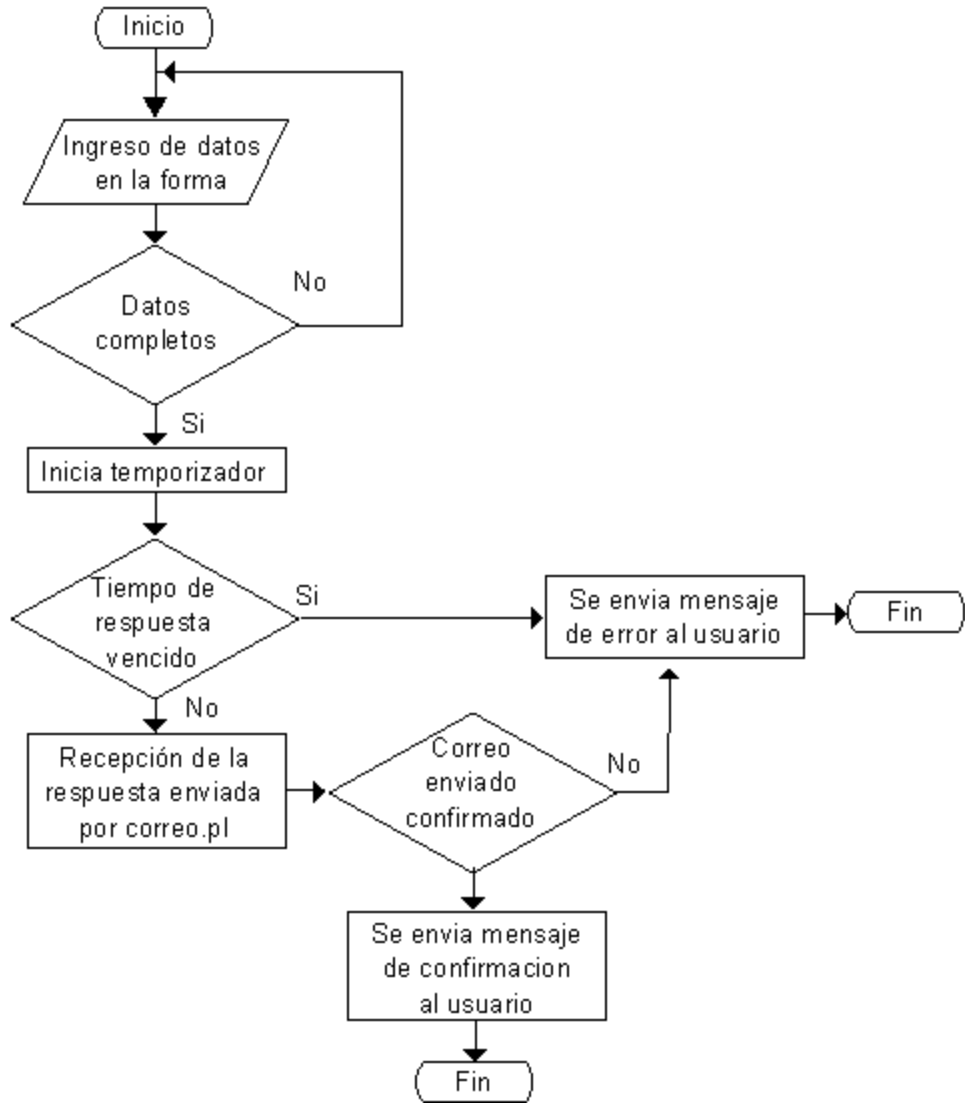 Inicio
Ingreso de datos
en la forma
No
Datos
completos
Si
Inicia temporizador
Tiempo de
respuesta
vencido
Si
Se envia mensaje
de error al usuario
Fin
No
Recepción de la
respuesta enviada
por correo.pl
Correo
enviado
confirmado
No
Se envia mensaje
de confirmacion
al usuario
Fin